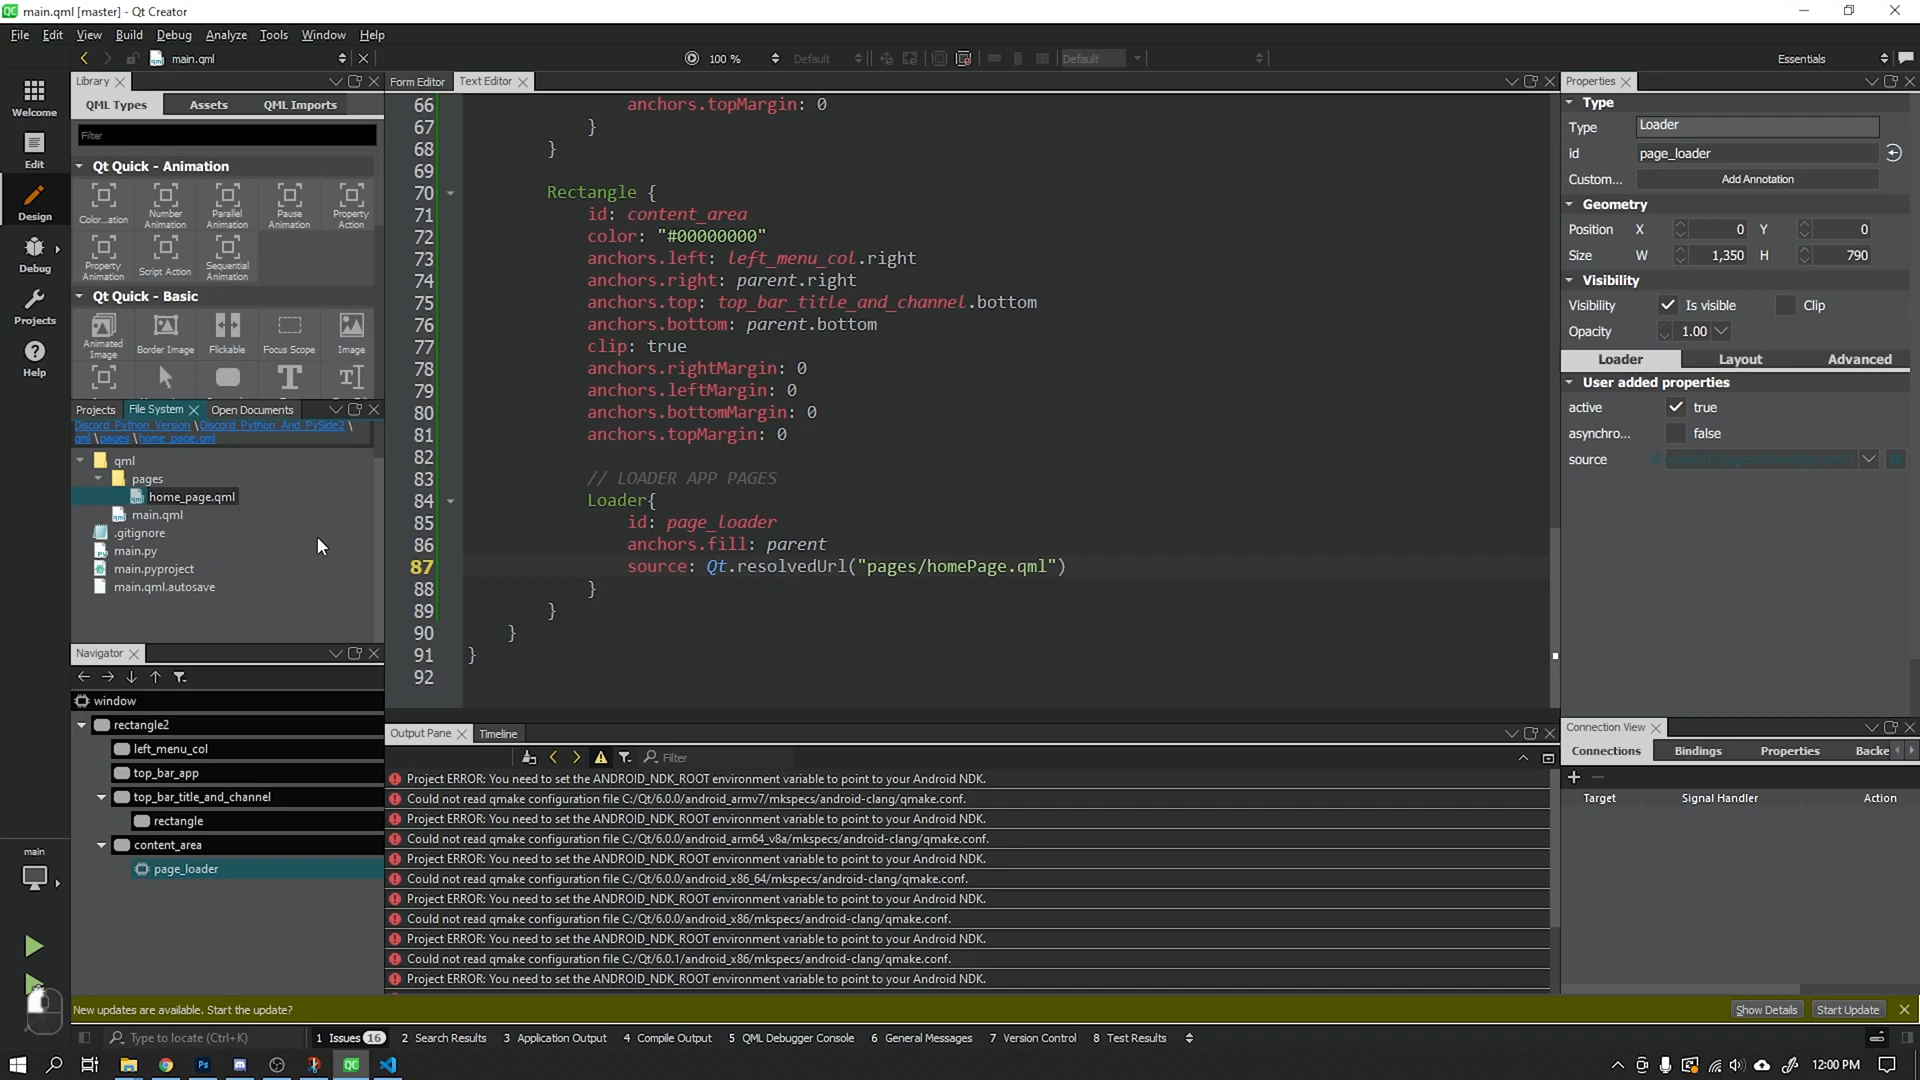 main.qml [master] - Qt Creator
File Edit View Build Debug Analyze Tools Window Help
main.qml 100 % Default Default Essentials
Welcome
Edit
Design
Debug
Projects
Help
main
Library
QML Types Assets QML Imports
Filter
Qt Quick - Animation
Color...ation Number Animation Parallel Animation Pause Animation Property Action
Property Animation Script Action Sequential Animation
Qt Quick - Basic
Animated Image Border Image Flickable Focus Scope Image
Projects File System Open Documents
Discord_Python_Version \Discord_Python_And_PySide2 \
qml \pages \home_page.qml
qml
pages
home_page.qml
main.qml
.gitignore
main.py
main.pyproject
main.qml.autosave
Navigator
window
rectangle2
left_menu_col
top_bar_app
top_bar_title_and_channel
rectangle
content_area
page_loader
Form Editor Text Editor
66 anchors.topMargin: 0
67 }
68 }
69
70 Rectangle {
71 id: content_area
72 color: "#00000000"
73 anchors.left: left_menu_col.right
74 anchors.right: parent.right
75 anchors.top: top_bar_title_and_channel.bottom
76 anchors.bottom: parent.bottom
77 clip: true
78 anchors.rightMargin: 0
79 anchors.leftMargin: 0
80 anchors.bottomMargin: 0
81 anchors.topMargin: 0
82
83 // LOADER APP PAGES
84 Loader{
85 id: page_loader
86 anchors.fill: parent
87 source: Qt.resolvedUrl("pages/homePage.qml")
88 }
89 }
90 }
91 }
92
Output Pane Timeline
Filter
Project ERROR: You need to set the ANDROID_NDK_ROOT environment variable to point to your Android NDK.
Could not read qmake configuration file C:/Qt/6.0.0/android_armv7/mkspecs/android-clang/qmake.conf.
Project ERROR: You need to set the ANDROID_NDK_ROOT environment variable to point to your Android NDK.
Could not read qmake configuration file C:/Qt/6.0.0/android_arm64_v8a/mkspecs/android-clang/qmake.conf.
Project ERROR: You need to set the ANDROID_NDK_ROOT environment variable to point to your Android NDK.
Could not read qmake configuration file C:/Qt/6.0.0/android_x86_64/mkspecs/android-clang/qmake.conf.
Project ERROR: You need to set the ANDROID_NDK_ROOT environment variable to point to your Android NDK.
Could not read qmake configuration file C:/Qt/6.0.0/android_x86/mkspecs/android-clang/qmake.conf.
Project ERROR: You need to set the ANDROID_NDK_ROOT environment variable to point to your Android NDK.
Could not read qmake configuration file C:/Qt/6.0.1/android_x86/mkspecs/android-clang/qmake.conf.
Project ERROR: You need to set the ANDROID_NDK_ROOT environment variable to point to your Android NDK.
Properties
Type
Type Loader
id page_loader
Custom... Add Annotation
Geometry
Position X 0 Y 0
Size W 1,350 H 790
Visibility
Visibility Is visible Clip
Opacity 1.00
Loader Layout Advanced
User added properties
active true
asynchro... false
source
Connection View
Connections Bindings Properties Backe
Target Signal Handler Action
New updates are available. Start the update? Show Details Start Update
Type to locate (Ctrl+K) 1 Issues 16 2 Search Results 3 Application Output 4 Compile Output 5 QML Debugger Console 6 General Messages 7 Version Control 8 Test Results
12:00 PM